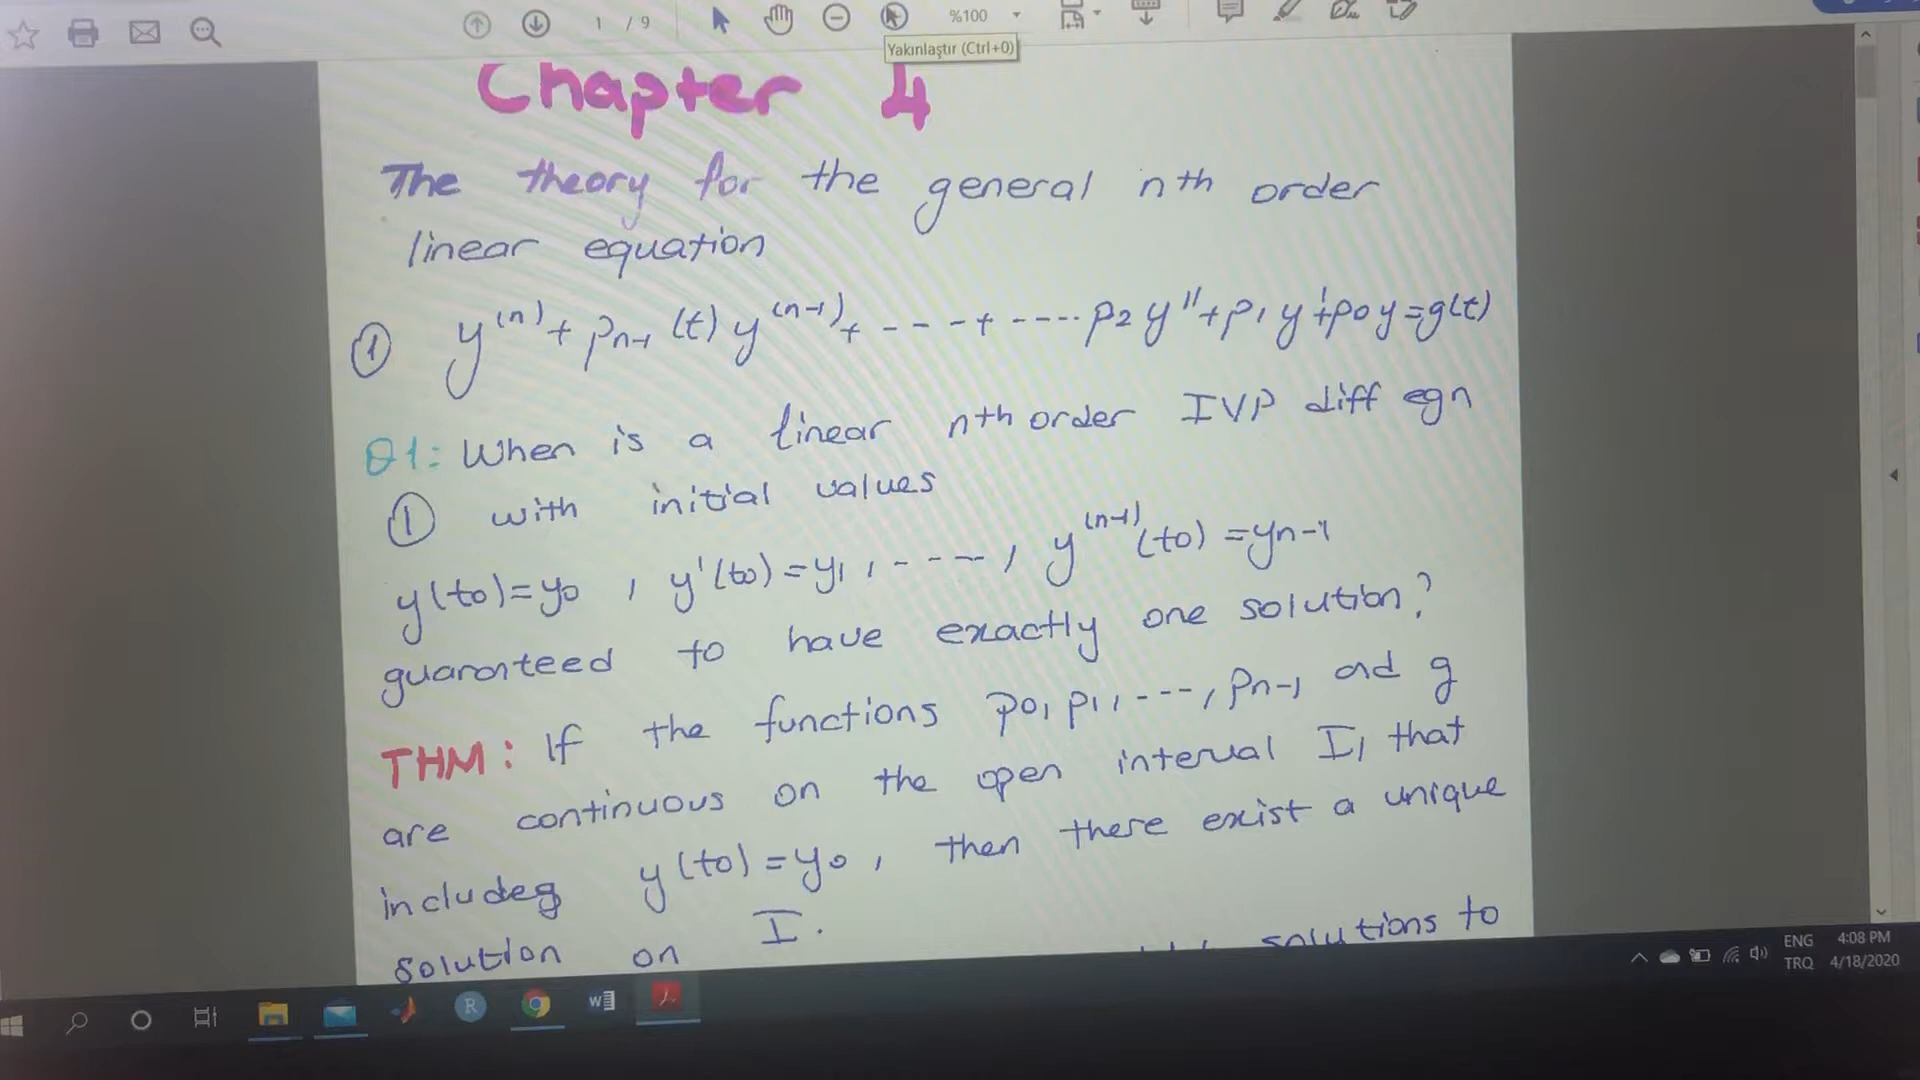 1 / 9
%100
Yakınlaştır (Ctrl+0)
Chapter 4
The theory for the general nth order
linear equation
① y⁽ⁿ⁾ + pn-1 (t) y⁽ⁿ⁻¹⁾ + - - - + ---- p2 y'' + p1 y' + p0 y = g(t)
Q1: When is a linear nth order IVP diff eqn
① with initial values
y(t0) = y0 , y'(t0) = y1 , - - - - , y⁽ⁿ⁻¹⁾(t0) = yn-1
guaranteed to have exactly one solution?
THM: If the functions p0, p1, ---, pn-1 and g
are continuous on the open interval I, that
includeg y(t0) = y0 , then there exist a unique
solution on I.
solutions to
ENG 4:08 PM
TRQ 4/18/2020